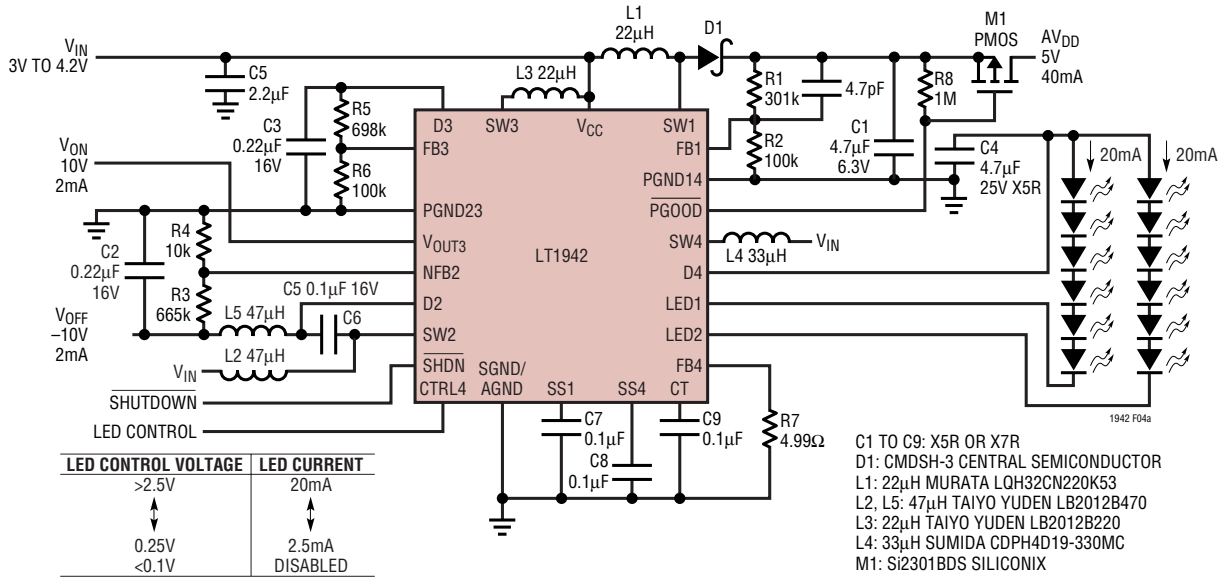 L1
22µH
D1
M1
PMOS
AVDD
5V
40mA
VIN
3V TO 4.2V
C5
2.2µF
L3 22µH
R1
301k
4.7pF
R8
1M
R5
698k
C3
0.22µF
16V
R6
100k
D3
SW3
VCC
SW1
FB3
FB1
R2
100k
C1
4.7µF
6.3V
C4
4.7µF
25V X5R
20mA
20mA
VON
10V
2mA
PGND14
PGND23
PGOOD
R4
10k
VOUT3
LT1942
SW4
L4 33µH
VIN
C2
0.22µF
16V
NFB2
D4
R3
665k
C5 0.1µF 16V
D2
LED1
VOFF
–10V
2mA
L5 47µH
C6
SW2
LED2
L2 47µH
VIN
SHDN
SGND/
AGND
FB4
SHUTDOWN
CTRL4
SS1
SS4
CT
LED CONTROL
C7
0.1µF
C8
0.1µF
C9
0.1µF
R7
4.99Ω
1942 F04a
LED CONTROL VOLTAGE LED CURRENT
>2.5V 20mA
0.25V 2.5mA
<0.1V DISABLED
C1 TO C9: X5R OR X7R
D1: CMDSH-3 CENTRAL SEMICONDUCTOR
L1: 22µH MURATA LQH32CN220K53
L2, L5: 47µH TAIYO YUDEN LB2012B470
L3: 22µH TAIYO YUDEN LB2012B220
L4: 33µH SUMIDA CDPH4D19-330MC
M1: Si2301BDS SILICONIX